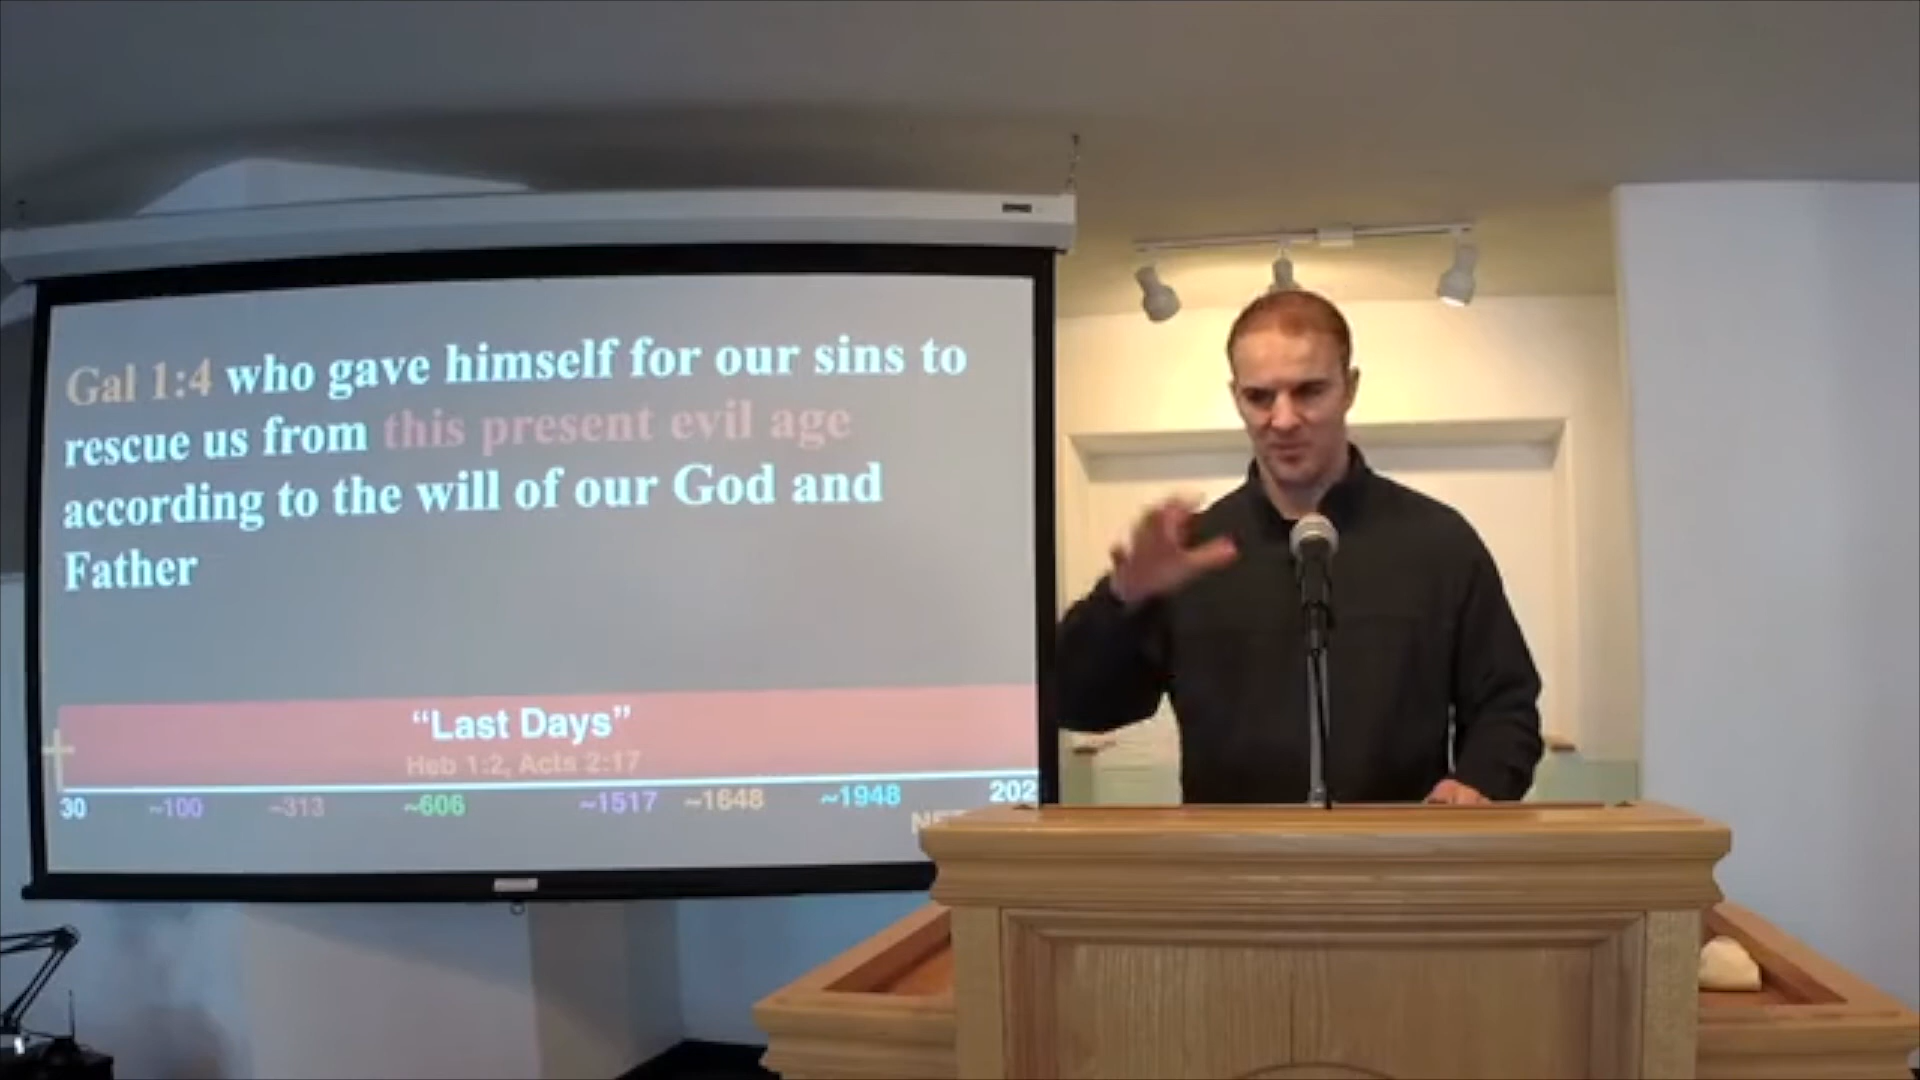 Gal 1:4 who gave himself for our sins to
rescue us from this present evil age
according to the will of our God and
Father
“Last Days”
Heb 1:2, Acts 2:17
30 ~100 ~313 ~606 ~1517 ~1648 ~1948 202